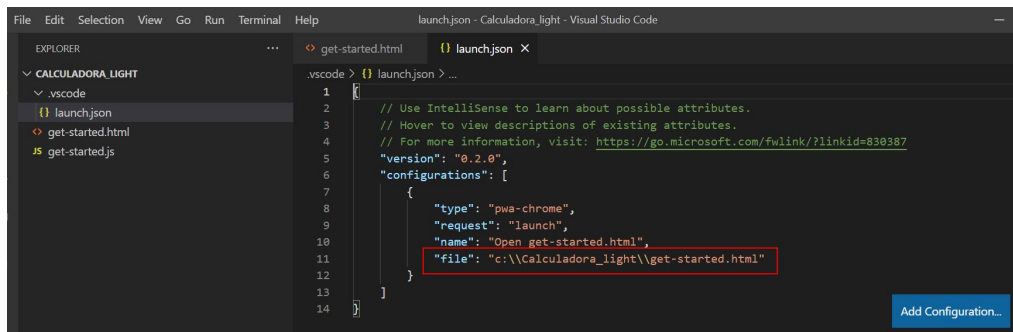 File Edit Selection View Go Run Terminal Help launch.json - Calculadora_light - Visual Studio Code
EXPLORER ...
CALCULADORA_LIGHT
.vscode
{} launch.json
<> get-started.html
JS get-started.js
<> get-started.html {} launch.json ×
.vscode > {} launch.json > ...
1 {
2 // Use IntelliSense to learn about possible attributes.
3 // Hover to view descriptions of existing attributes.
4 // For more information, visit: https://go.microsoft.com/fwlink/?linkid=830387
5 "version": "0.2.0",
6 "configurations": [
7 {
8 "type": "pwa-chrome",
9 "request": "launch",
10 "name": "Open get-started.html",
11 "file": "c:\\Calculadora_light\\get-started.html"
12 }
13 ]
14 }
Add Configuration...